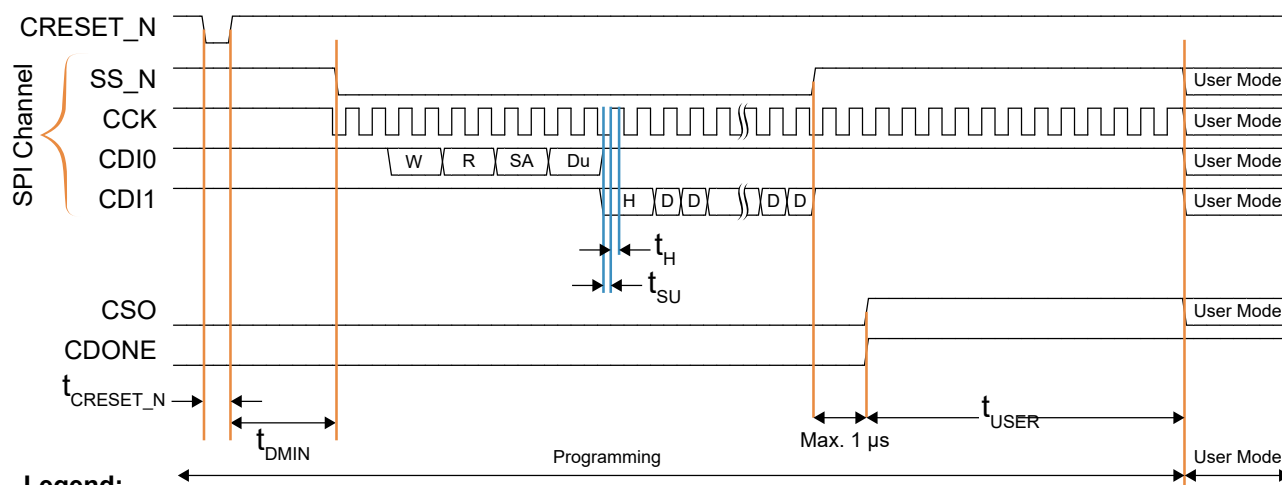 CRESET_N
SPI Channel
SS_N
User Mode
CCK
User Mode
CDI0
W R SA Du
User Mode
CDI1
H D D D D
User Mode
tH
tSU
CSO
User Mode
CDONE
tCRESET_N
tDMIN
Max. 1 µs
tUSER
Programming
User Mode
Legend: